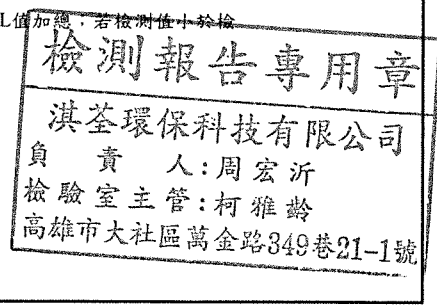 L值加總；若檢測值小於檢
檢測報告專用章
淇荃環保科技有限公司
負責人：周宏沂
檢驗室主管：柯雅齡
高雄市大社區萬金路349巷21-1號